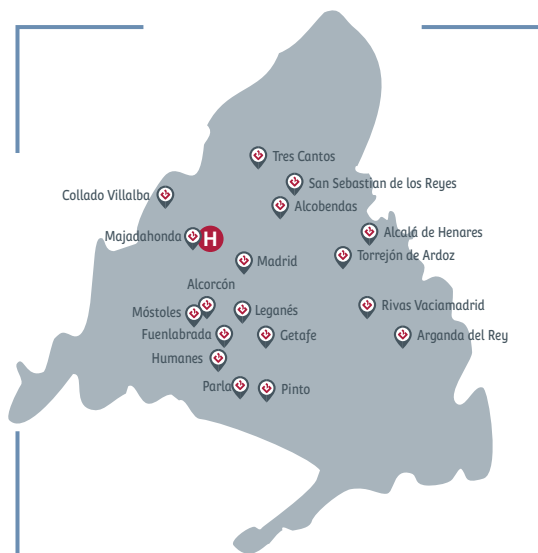 Tres Cantos
San Sebastian de los Reyes
Collado Villalba
Alcobendas
Majadahonda
H
Alcalá de Henares
Torrejón de Ardoz
Madrid
Alcorcón
Móstoles
Leganés
Rivas Vaciamadrid
Fuenlabrada
Getafe
Arganda del Rey
Humanes
Parla
Pinto